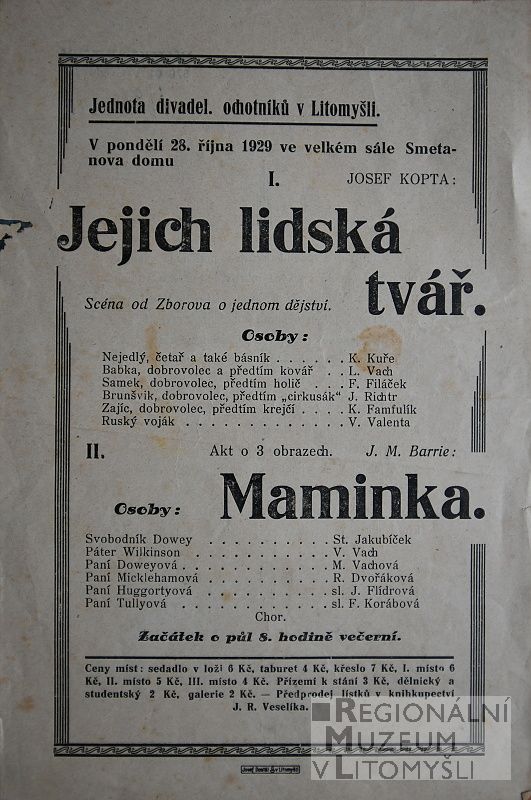 Jednota divadel. ochotníků v Litomyšli.
V pondělí 28. října 1929 ve velkém sále Smeta-
nova domu
I. JOSEF KOPTA:
Jejich lidská
tvář.
Scéna od Zborova o jednom dějství.
Osoby:
Nejedlý, četař a také básník . . . . . . K. Kuře
Babka, dobrovolec a předtím kovář . . L. Vach
Samek, dobrovolec, předtím holič . . . F. Filáček
Brunšvik, dobrovolec, předtím „cirkusák" J. Richtr
Zajíc, dobrovolec, předtím krejčí . . . . K. Famfulík
Ruský voják . . . . . . . . . . . . . V. Valenta
II. Akt o 3 obrazech. J. M. Barrie:
Osoby: Maminka.
Svobodník Dowey . . . . . . . . . . St. Jakubíček
Páter Wilkinson . . . . . . . . . . . V. Vach
Paní Doweyová . . . . . . . . . . . M. Vachová
Paní Micklehamová . . . . . . . . . R. Dvořáková
Paní Huggortyová . . . . . . . . . . sl. J. Flídrová
Paní Tullyová . . . . . . . . . . . . sl. F. Korábová
Chor.
Začátek o půl 8. hodině večerní.
Ceny míst: sedadlo v loži 6 Kč, taburet 4 Kč, křeslo 7 Kč, I. místo 6
Kč, II. místo 5 Kč, III. místo 4 Kč. Přízemí k stání 3 Kč, dělnický a
studentský 2 Kč, galerie 2 Kč. — Předprodej lístků v knihkupectví
J. R. Veselíka.
REGIONÁLNÍ
MUZEUM
V LITOMYŠLI